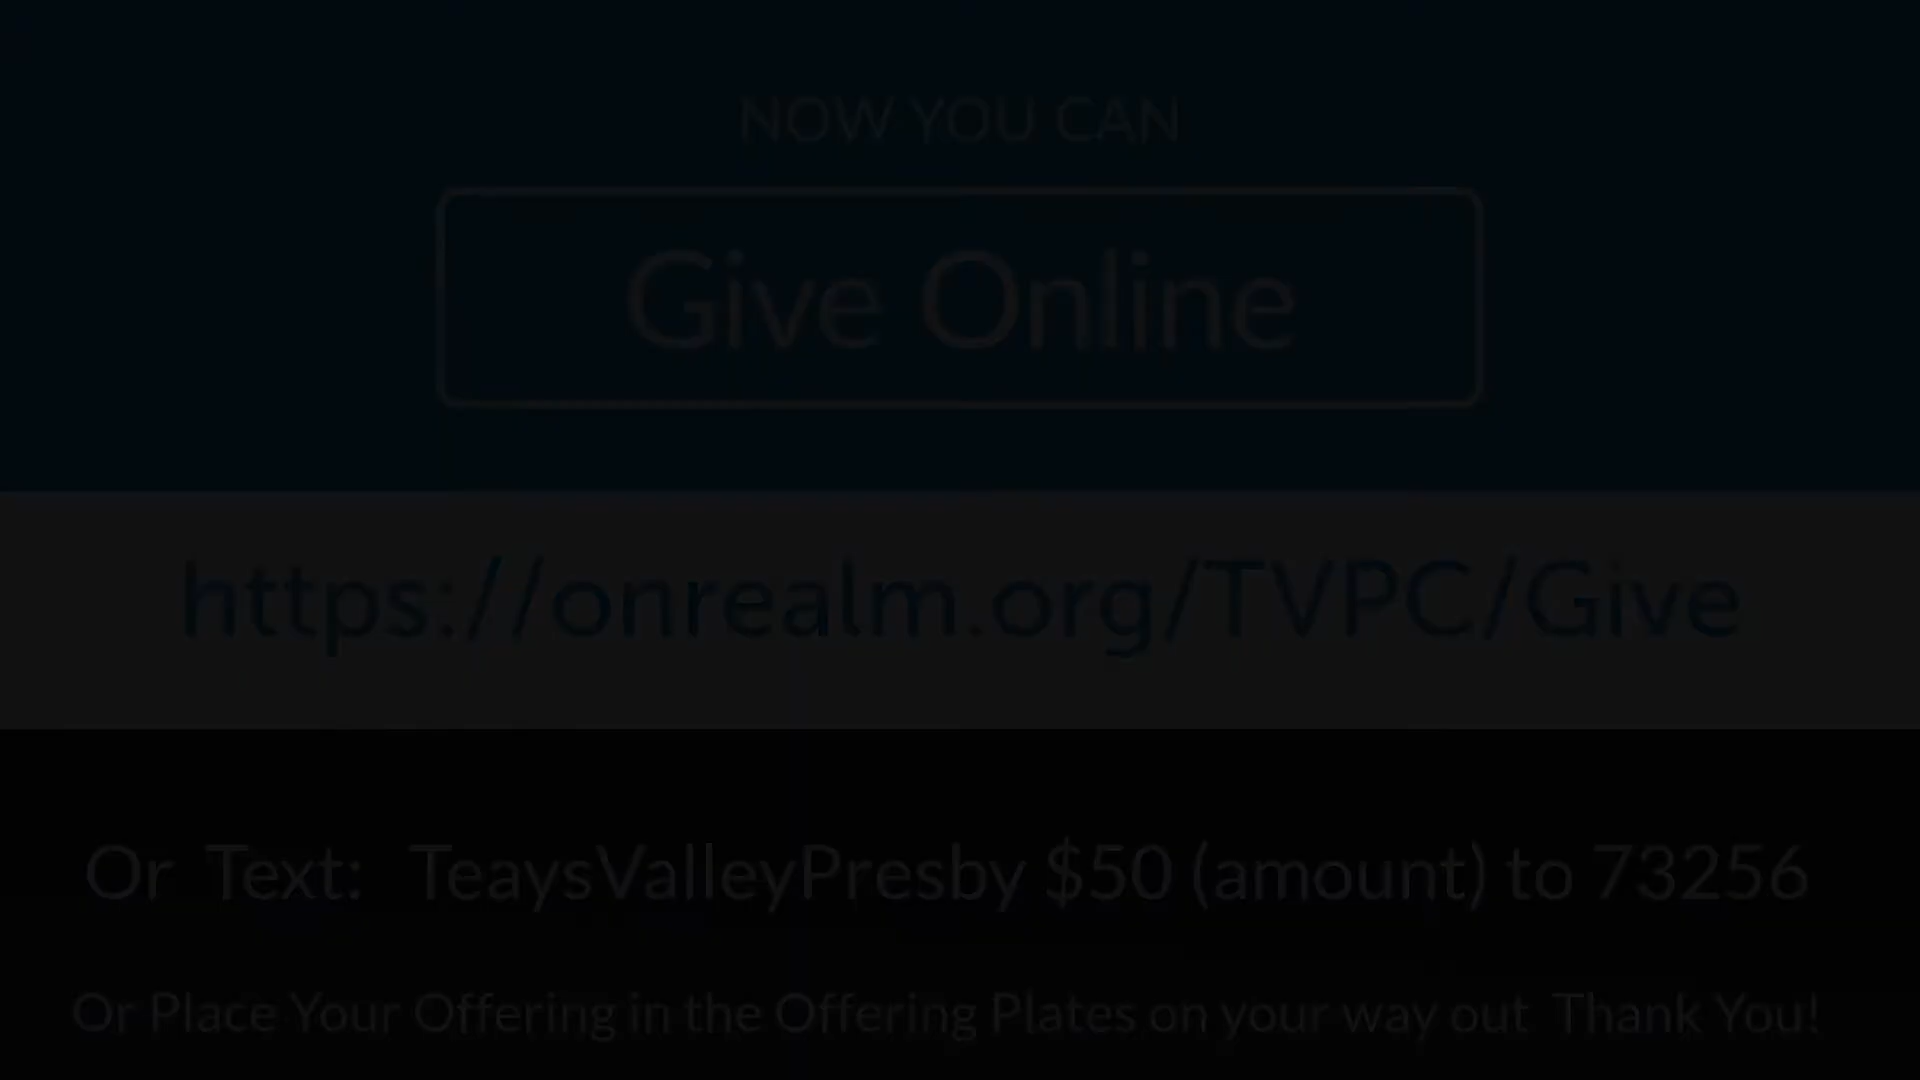 NOW YOU CAN
Give Online
https://onrealm.org/TVPC/Give
Or Text: TeaysValleyPresby $50 (amount) to 73256
Or Place Your Offering in the Offering Plates on your way out Thank You!